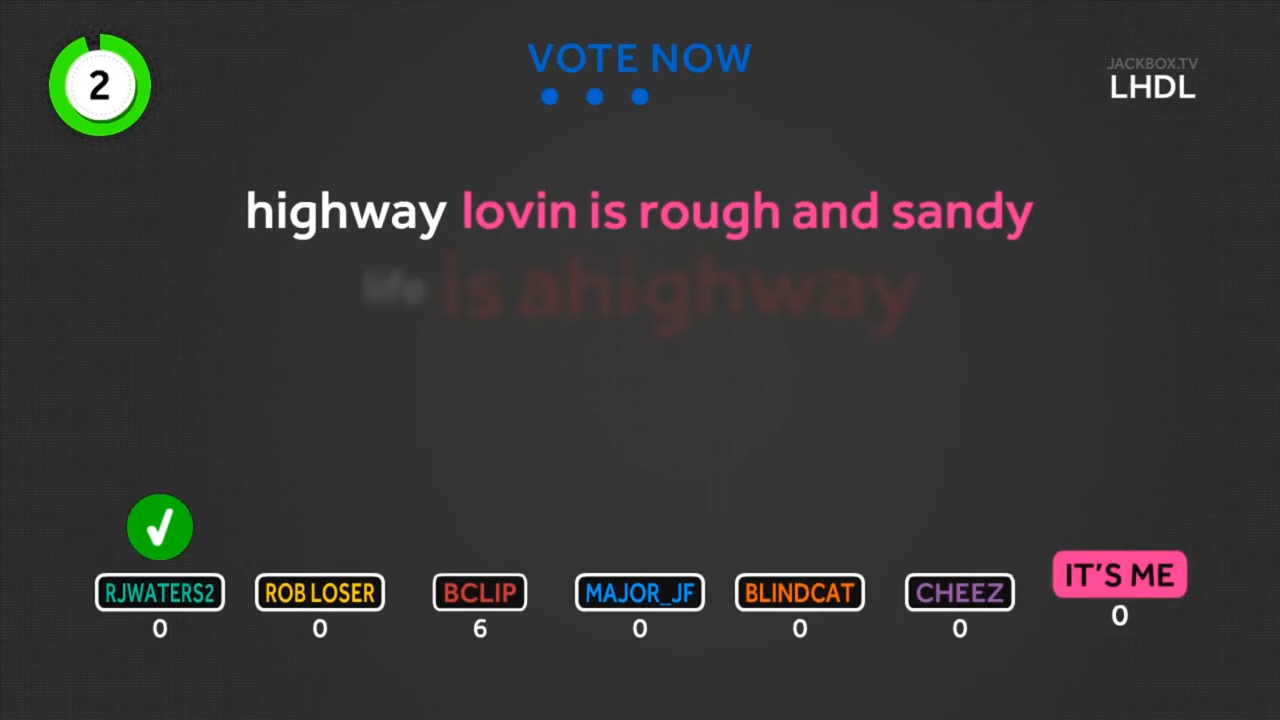 2
VOTE NOW
JACKBOX.TV
LHDL
highway lovin is rough and sandy
life is ahighway
RJWATERS2
ROB LOSER
BCLIP
MAJOR_JF
BLINDCAT
CHEEZ
IT'S ME
0
0
6
0
0
0
0